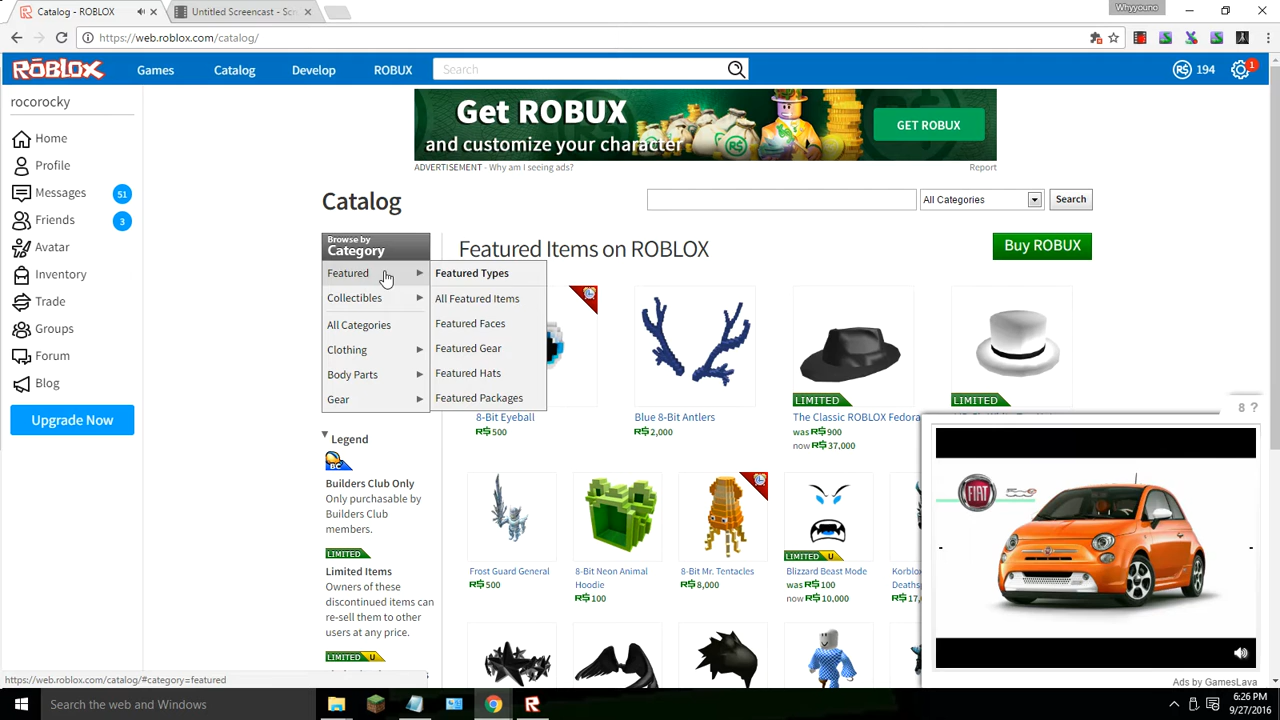 Catalog - ROBLOX
Untitled Screencast - Scr
Whyyouno
https://web.roblox.com/catalog/
ROBLOX
Games
Catalog
Develop
ROBUX
Search
R$ 194
1
rocorocky
Home
Profile
Messages
51
Friends
3
Avatar
Inventory
Trade
Groups
Forum
Blog
Upgrade Now
Get ROBUX
and customize your character
GET ROBUX
ADVERTISEMENT - Why am I seeing ads?
Report
Catalog
All Categories
Search
Browse by
Category
Featured
Collectibles
All Categories
Clothing
Body Parts
Gear
Featured Types
All Featured Items
Featured Faces
Featured Gear
Featured Hats
Featured Packages
Featured Items on ROBLOX
Buy ROBUX
8-Bit Eyeball
R$ 500
Blue 8-Bit Antlers
R$ 2,000
LIMITED
The Classic ROBLOX Fedora
was R$ 900
now R$ 37,000
LIMITED
Legend
BC
Builders Club Only
Only purchasable by
Builders Club
members.
LIMITED
Limited Items
Owners of these
discontinued items can
re-sell them to other
users at any price.
LIMITED U
Frost Guard General
R$ 500
8-Bit Neon Animal
Hoodie
R$ 100
8-Bit Mr. Tentacles
R$ 8,000
LIMITED U
Blizzard Beast Mode
was R$ 100
now R$ 10,000
Korblox
Deaths
R$ 17,
8 ?
FIAT
Ads by GamesLava
https://web.roblox.com/catalog/#category=featured
Search the web and Windows
6:26 PM
9/27/2016